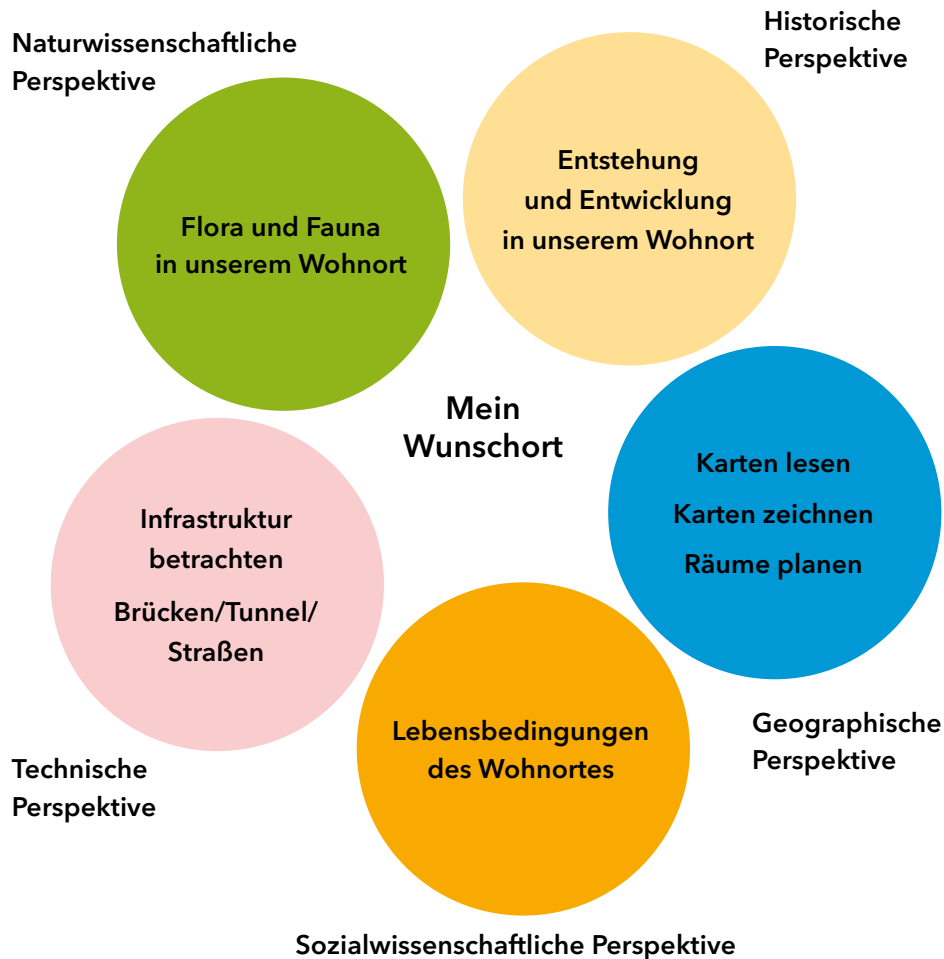 Naturwissenschaftliche
Perspektive
Historische
Perspektive
Flora und Fauna
in unserem Wohnort
Entstehung
und Entwicklung
in unserem Wohnort
Mein
Wunschort
Infrastruktur
betrachten
Brücken/Tunnel/
Straßen
Karten lesen
Karten zeichnen
Räume planen
Lebensbedingungen
des Wohnortes
Technische
Perspektive
Geographische
Perspektive
Sozialwissenschaftliche Perspektive